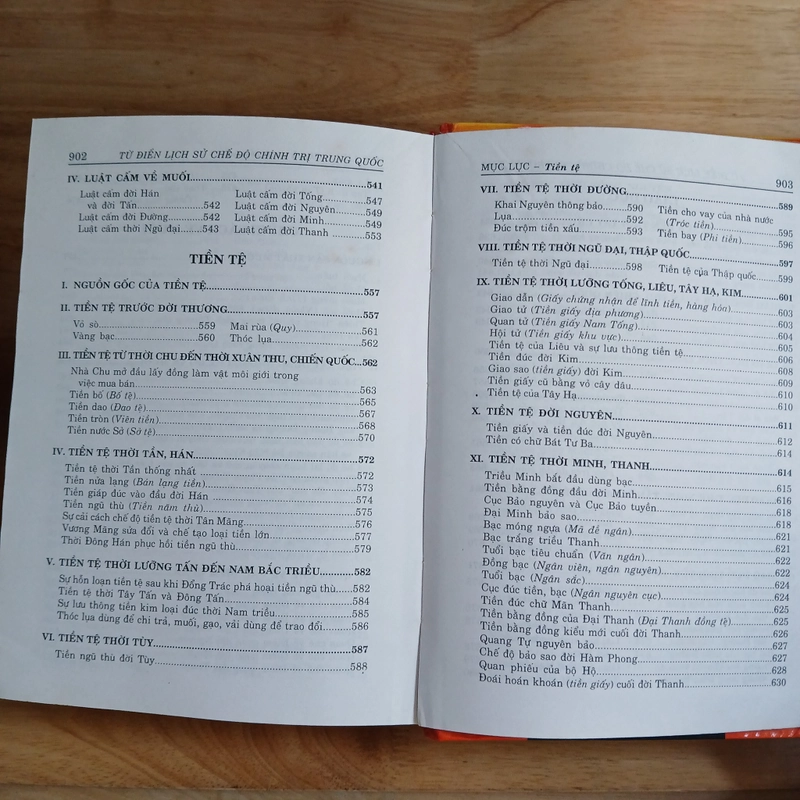 902 TỪ ĐIỂN LỊCH SỬ CHẾ ĐỘ CHÍNH TRỊ TRUNG QUỐC
IV. LUẬT CẤM VỀ MUỐI.....541
Luật cấm đời Hán
và đời Tấn.....542
Luật cấm đời Đường.....542
Luật cấm thời Ngũ đại.....543
Luật cấm đời Tống.....547
Luật cấm đời Nguyên.....549
Luật cấm đời Minh.....549
Luật cấm đời Thanh.....553
TIỀN TỆ
I. NGUỒN GỐC CỦA TIỀN TỆ.....557
II. TIỀN TỆ TRƯỚC ĐỜI THƯƠNG.....557
Vỏ sò.....559
Vàng bạc.....560
Mai rùa (Quy).....561
Thóc lụa.....562
III. TIỀN TỆ TỪ THỜI CHU ĐẾN THỜI XUÂN THU, CHIẾN QUỐC...562
Nhà Chu mở đầu lấy đồng làm vật môi giới trong
việc mua bán.....563
Tiền bố (Bố tệ).....565
Tiền dao (Đao tệ).....567
Tiền tròn (Viên tiền).....568
Tiền nước Sở (Sở tệ).....570
IV. TIỀN TỆ THỜI TẦN, HÁN.....572
Tiền tệ thời Tần thống nhất.....572
Tiền nửa lạng (Bán lạng tiền).....573
Tiền giáp đúc vào đầu đời Hán.....574
Tiền ngũ thù (Tiền năm thù).....575
Sự cải cách chế độ tiền tệ thời Tân Mãng.....576
Vương Mãng sửa đổi và chế tạo loại tiền lớn.....577
Thời Đông Hán phục hồi tiền ngũ thù.....579
V. TIỀN TỆ THỜI LƯỠNG TẤN ĐẾN NAM BẮC TRIỀU.....582
Sự hỗn loạn tiền tệ sau khi Đổng Trác phá hoại tiền ngũ thù.....582
Tiền tệ thời Tây Tấn và Đông Tấn.....584
Sự lưu thông tiền kim loại đúc thời Nam triều.....585
Thóc lụa dùng để chi trả, muối, gạo, vải dùng để trao đổi.....586
VI. TIỀN TỆ THỜI TÙY.....587
Tiền ngũ thù đời Tùy.....588
MỤC LỤC – Tiền tệ 903
VII. TIỀN TỆ THỜI ĐƯỜNG.....589
Khai Nguyên thông bảo.....590
Lụa.....592
Đúc trộm tiền xấu.....593
Tiền cho vay của nhà nước
(Tróc tiền).....595
Tiền bay (Phi tiền).....596
VIII. TIỀN TỆ THỜI NGŨ ĐẠI, THẬP QUỐC.....597
Tiền tệ thời Ngũ đại.....598
Tiền tệ của Thập quốc.....599
IX. TIỀN TỆ THỜI LƯỠNG TỐNG, LIÊU, TÂY HẠ, KIM.....601
Giao dẫn (Giấy chứng nhận để lĩnh tiền, hàng hóa).....603
Giao tử (Tiền giấy địa phương).....603
Quan tử (Tiền giấy Nam Tống).....604
Hội tử (Tiền giấy khu vực).....604
Tiền tệ của Liêu và sự lưu thông tiền tệ.....605
Tiền đúc đời Kim.....606
Giao sao (tiền giấy) đời Kim.....608
Tiền giấy cũ bằng vỏ cây dâu.....609
Tiền tệ của Tây Hạ.....610
X. TIỀN TỆ ĐỜI NGUYÊN.....611
Tiền giấy và tiền đúc đời Nguyên.....612
Tiền có chữ Bát Tư Ba.....614
XI. TIỀN TỆ THỜI MINH, THANH.....614
Triều Minh bắt đầu dùng bạc.....615
Tiền bằng đồng đầu đời Minh.....616
Cục Bảo nguyên và Cục Bảo tuyền.....618
Đại Minh bảo sao.....618
Bạc móng ngựa (Mã đề ngân).....621
Bạc trắng triều Thanh.....621
Tuổi bạc tiêu chuẩn (Văn ngân).....622
Đồng bạc (Ngân viên, ngân nguyên).....622
Tuổi bạc (Ngân sắc).....624
Cục đúc tiền, bạc (Ngân nguyên cục).....624
Tiền đúc chữ Mãn Thanh.....625
Tiền bằng đồng của Đại Thanh (Đại Thanh đồng tệ).....625
Tiền bằng đồng kiểu mới cuối đời Thanh.....626
Quang Tự nguyên bảo.....627
Chế độ bảo sao đời Hàm Phong.....627
Quan phiếu của bộ Hộ.....628
Đoái hoán khoán (tiền giấy) cuối đời Thanh.....630